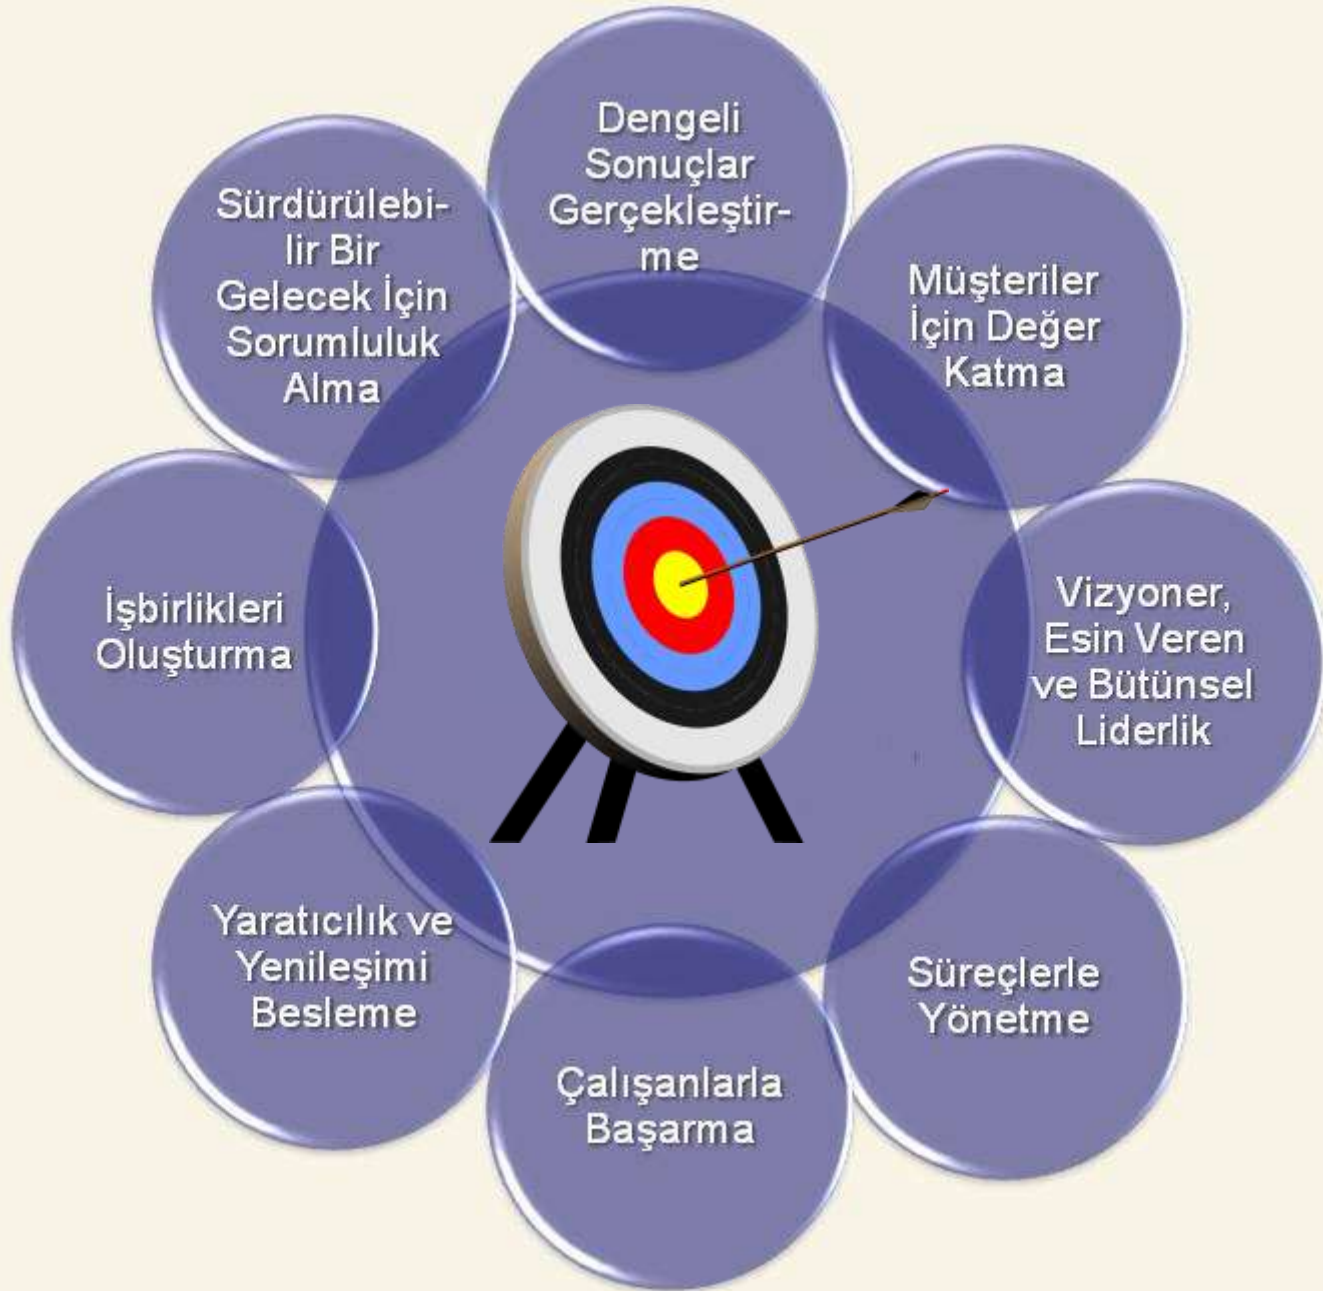 Dengeli
Sonuçlar
Gerçekleştir-
me
Müşteriler
İçin Değer
Katma
Vizyoner,
Esin Veren
ve Bütünsel
Liderlik
Süreçlerle
Yönetme
Çalışanlarla
Başarma
Yaratıcılık ve
Yenileşimi
Besleme
İşbirlikleri
Oluşturma
Sürdürülebi-
lir Bir
Gelecek İçin
Sorumluluk
Alma